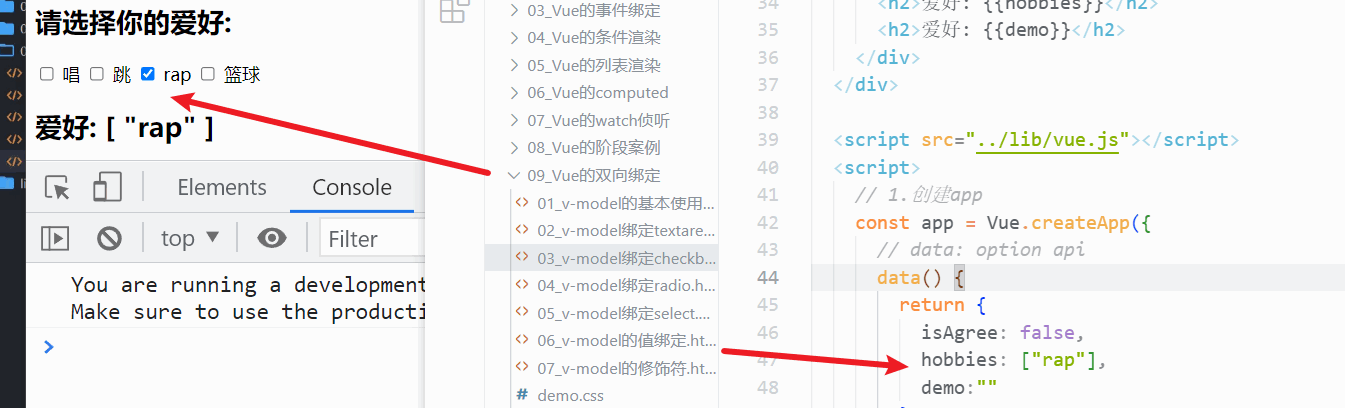 请选择你的爱好:
唱 跳 rap 篮球
爱好: [ "rap" ]
Elements Console
top Filter
You are running a development
Make sure to use the producti
03_Vue的事件绑定
04_Vue的条件渲染
05_Vue的列表渲染
06_Vue的computed
07_Vue的watch侦听
08_Vue的阶段案例
09_Vue的双向绑定
01_v-model的基本使用...
02_v-model绑定textare...
03_v-model绑定checkb...
04_v-model绑定radio.h...
05_v-model绑定select....
06_v-model的值绑定.ht...
07_v-model的修饰符.ht...
# demo.css
34 <h2>爱好: {{hobbies}}</h2>
35 <h2>爱好: {{demo}}</h2>
36 </div>
37 </div>
38
39 <script src="../lib/vue.js"></script>
40 <script>
41 // 1.创建app
42 const app = Vue.createApp({
43 // data: option api
44 data() {
45 return {
46 isAgree: false,
47 hobbies: ["rap"],
48 demo:""